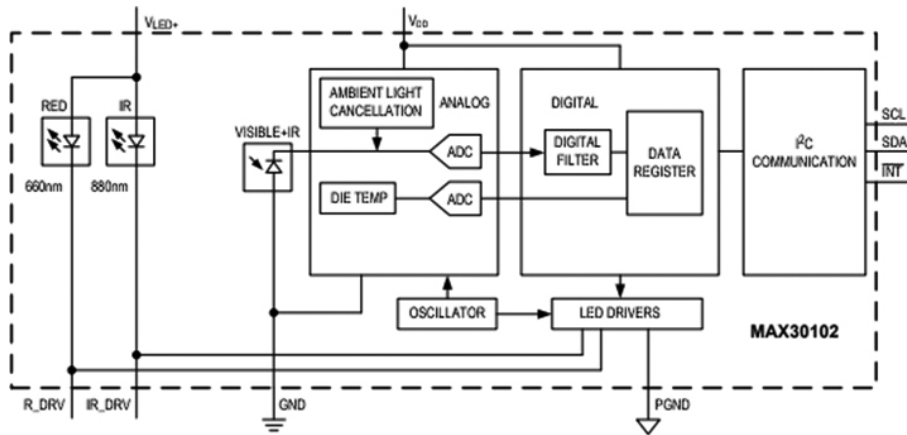 VLED+
VDD
RED
IR
660nm
880nm
VISIBLE+IR
AMBIENT LIGHT
CANCELLATION
ANALOG
ADC
DIE TEMP
ADC
DIGITAL
DIGITAL
FILTER
DATA
REGISTER
I²C
COMMUNICATION
SCL
SDA
INT
OSCILLATOR
LED DRIVERS
MAX30102
R_DRV
IR_DRV
GND
PGND